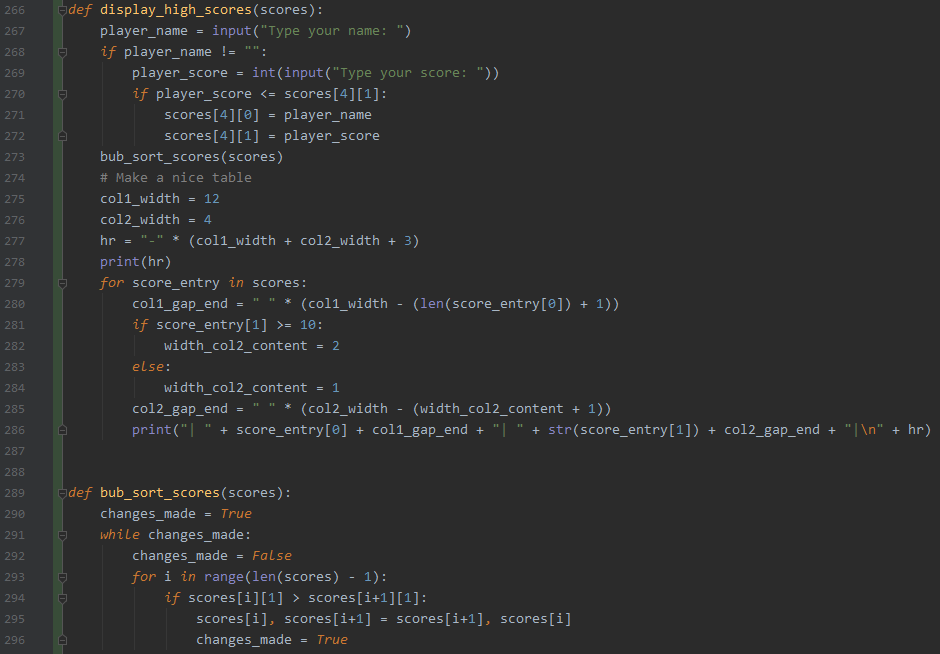 266 def display_high_scores(scores):
267     player_name = input("Type your name: ")
268     if player_name != "":
269         player_score = int(input("Type your score: "))
270         if player_score <= scores[4][1]:
271             scores[4][0] = player_name
272             scores[4][1] = player_score
273     bub_sort_scores(scores)
274     # Make a nice table
275     col1_width = 12
276     col2_width = 4
277     hr = "-" * (col1_width + col2_width + 3)
278     print(hr)
279     for score_entry in scores:
280         col1_gap_end = " " * (col1_width - (len(score_entry[0]) + 1))
281         if score_entry[1] >= 10:
282             width_col2_content = 2
283         else:
284             width_col2_content = 1
285         col2_gap_end = " " * (col2_width - (width_col2_content + 1))
286         print("| " + score_entry[0] + col1_gap_end + "| " + str(score_entry[1]) + col2_gap_end + "|\n" + hr)
287
288
289 def bub_sort_scores(scores):
290     changes_made = True
291     while changes_made:
292         changes_made = False
293         for i in range(len(scores) - 1):
294             if scores[i][1] > scores[i+1][1]:
295                 scores[i], scores[i+1] = scores[i+1], scores[i]
296                 changes_made = True